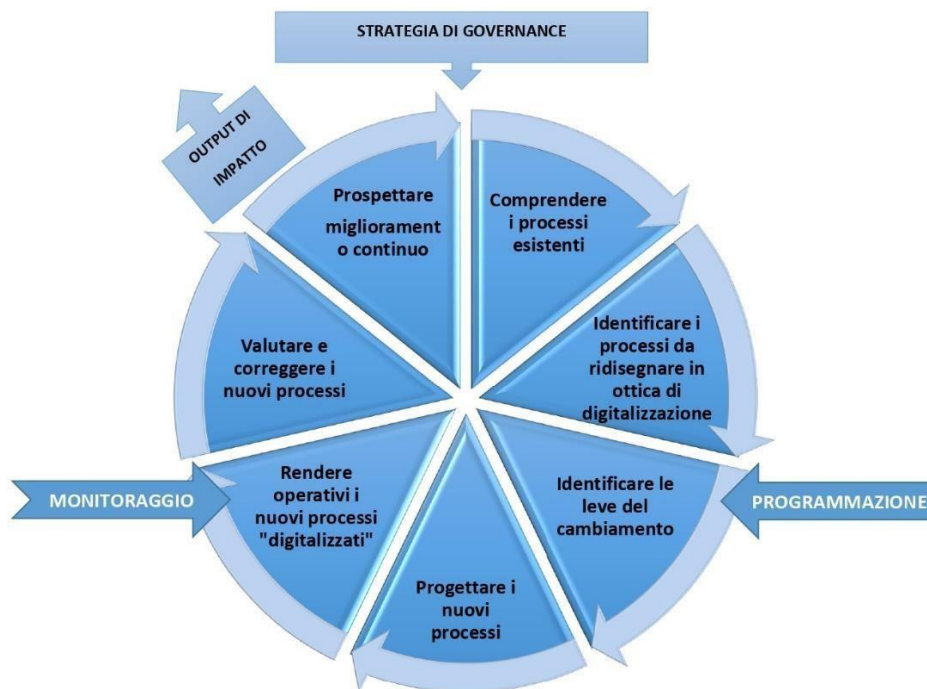 STRATEGIA DI GOVERNANCE
OUTPUT DI
IMPATTO
Prospettare
migliorament
o continuo
Comprendere
i processi
esistenti
Identificare i
processi da
ridisegnare in
ottica di
digitalizzazione
Valutare e
correggere i
nuovi processi
MONITORAGGIO
Rendere
operativi i
nuovi processi
"digitalizzati"
Identificare le
leve del
cambiamento
PROGRAMMAZIONE
Progettare i
nuovi
processi